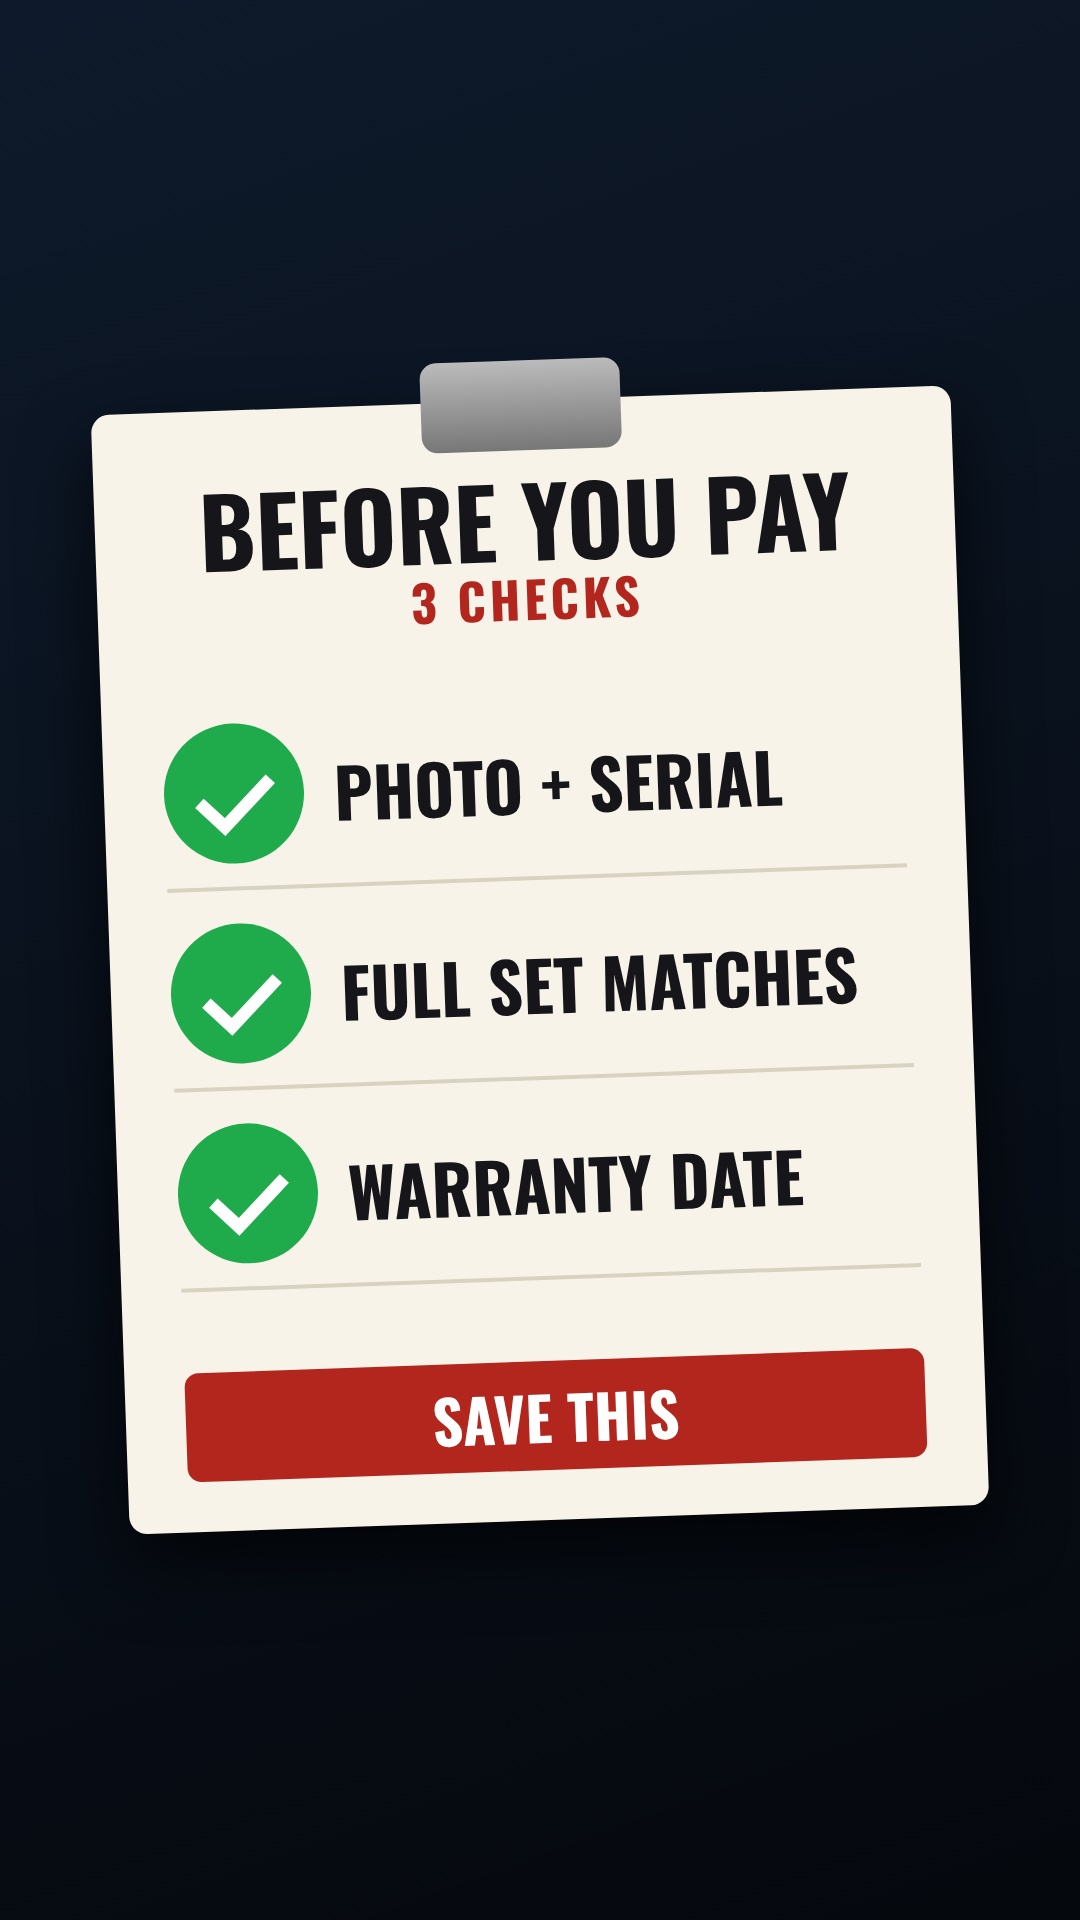 BEFORE YOU PAY
3 CHECKS
PHOTO + SERIAL
FULL SET MATCHES
WARRANTY DATE
SAVE THIS